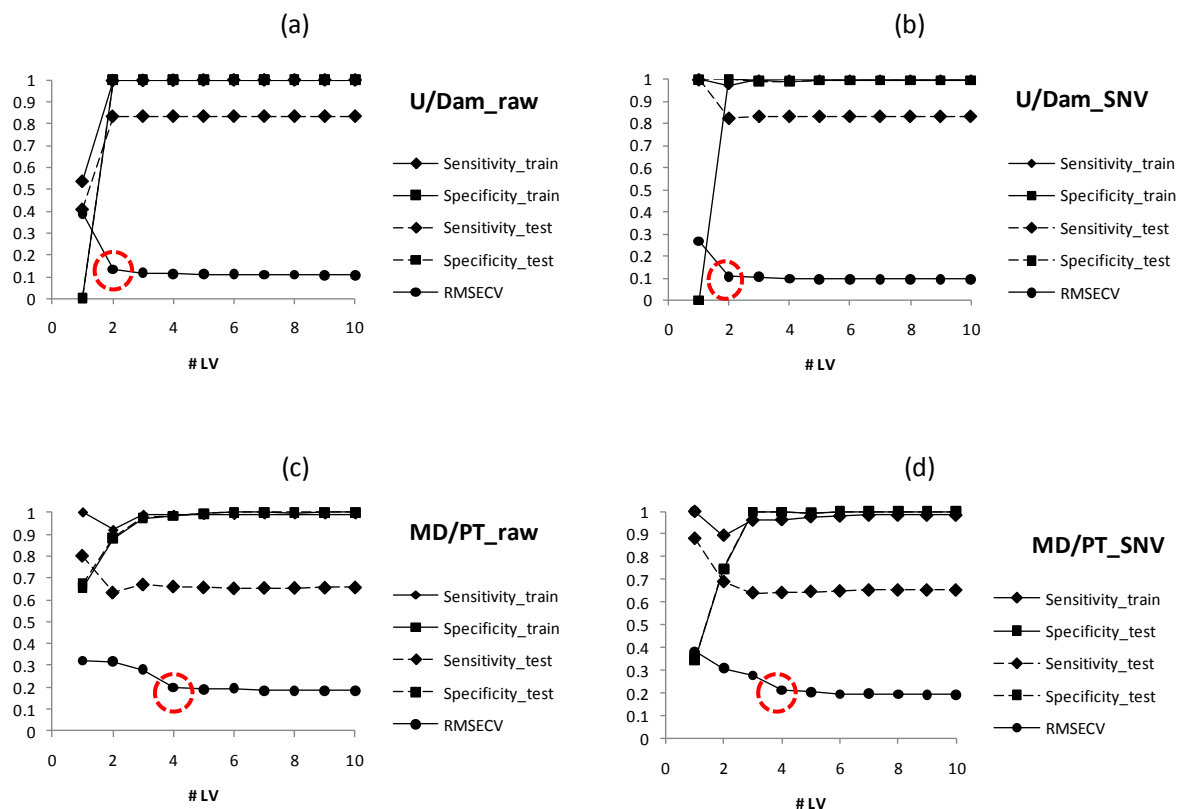 (a)
U/Dam_raw
1
0.9
0.8
0.7
0.6
0.5
0.4
0.3
0.2
0.1
0
0 2 4 6 8 10
# LV
Sensitivity_train
Specificity_train
Sensitivity_test
Specificity_test
RMSECV
(b)
U/Dam_SNV
1
0.9
0.8
0.7
0.6
0.5
0.4
0.3
0.2
0.1
0
0 2 4 6 8 10
# LV
Sensitivity_train
Specificity_train
Sensitivity_test
Specificity_test
RMSECV
(c)
MD/PT_raw
1
0.9
0.8
0.7
0.6
0.5
0.4
0.3
0.2
0.1
0
0 2 4 6 8 10
# LV
Sensitivity_train
Specificity_train
Sensitivity_test
Specificity_test
RMSECV
(d)
MD/PT_SNV
1
0.9
0.8
0.7
0.6
0.5
0.4
0.3
0.2
0.1
0
0 2 4 6 8 10
# LV
Sensitivity_train
Specificity_test
Sensitivity_test
Specificity_test
RMSECV